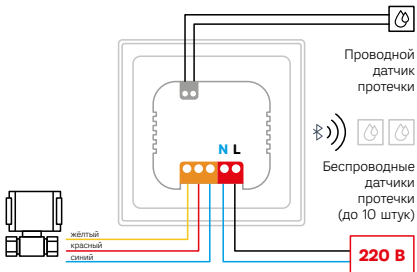 Проводной
датчик
протечки
N L
Беспроводные
датчики
протечки
(до 10 штук)
жёлтый
красный
синий
220 В